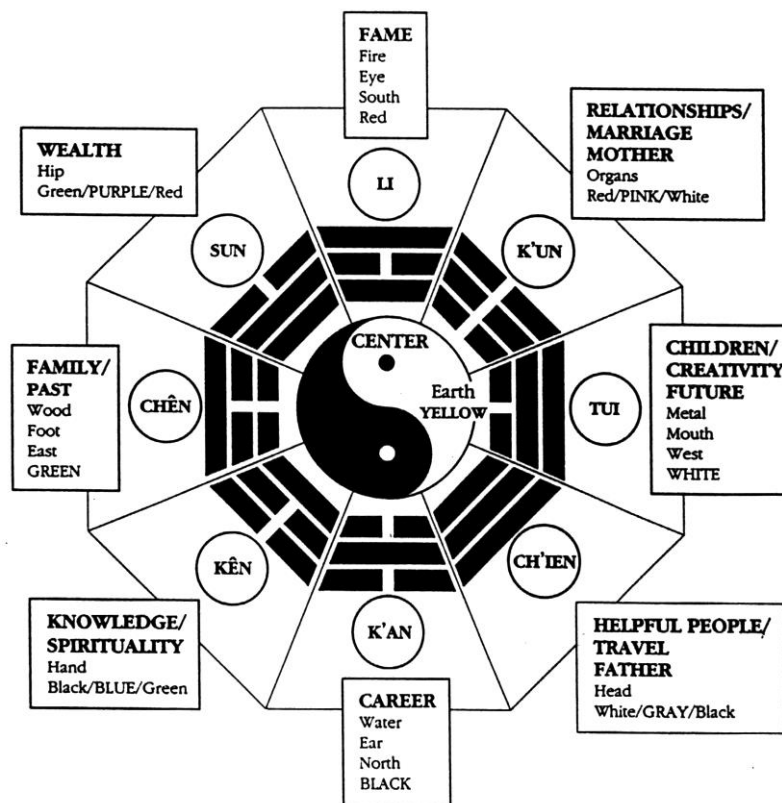 FAME
Fire
Eye
South
Red
RELATIONSHIPS/
MARRIAGE
MOTHER
Organs
Red/PINK/White
WEALTH
Hip
Green/PURPLE/Red
LI
SUN
K'UN
CENTER
Earth
YELLOW
FAMILY/
PAST
Wood
Foot
East
GREEN
CHÊN
TUI
CHILDREN/
CREATIVITY
FUTURE
Metal
Mouth
West
WHITE
KÊN
K'AN
CH'IEN
KNOWLEDGE/
SPIRITUALITY
Hand
Black/BLUE/Green
CAREER
Water
Ear
North
BLACK
HELPFUL PEOPLE/
TRAVEL
FATHER
Head
White/GRAY/Black